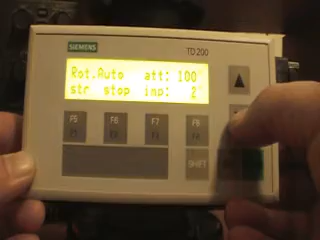 SIEMENS
TD 200
Rot.Auto att: 100°
str stop imp: 2°
F5 F6 F7 F8
SHIFT